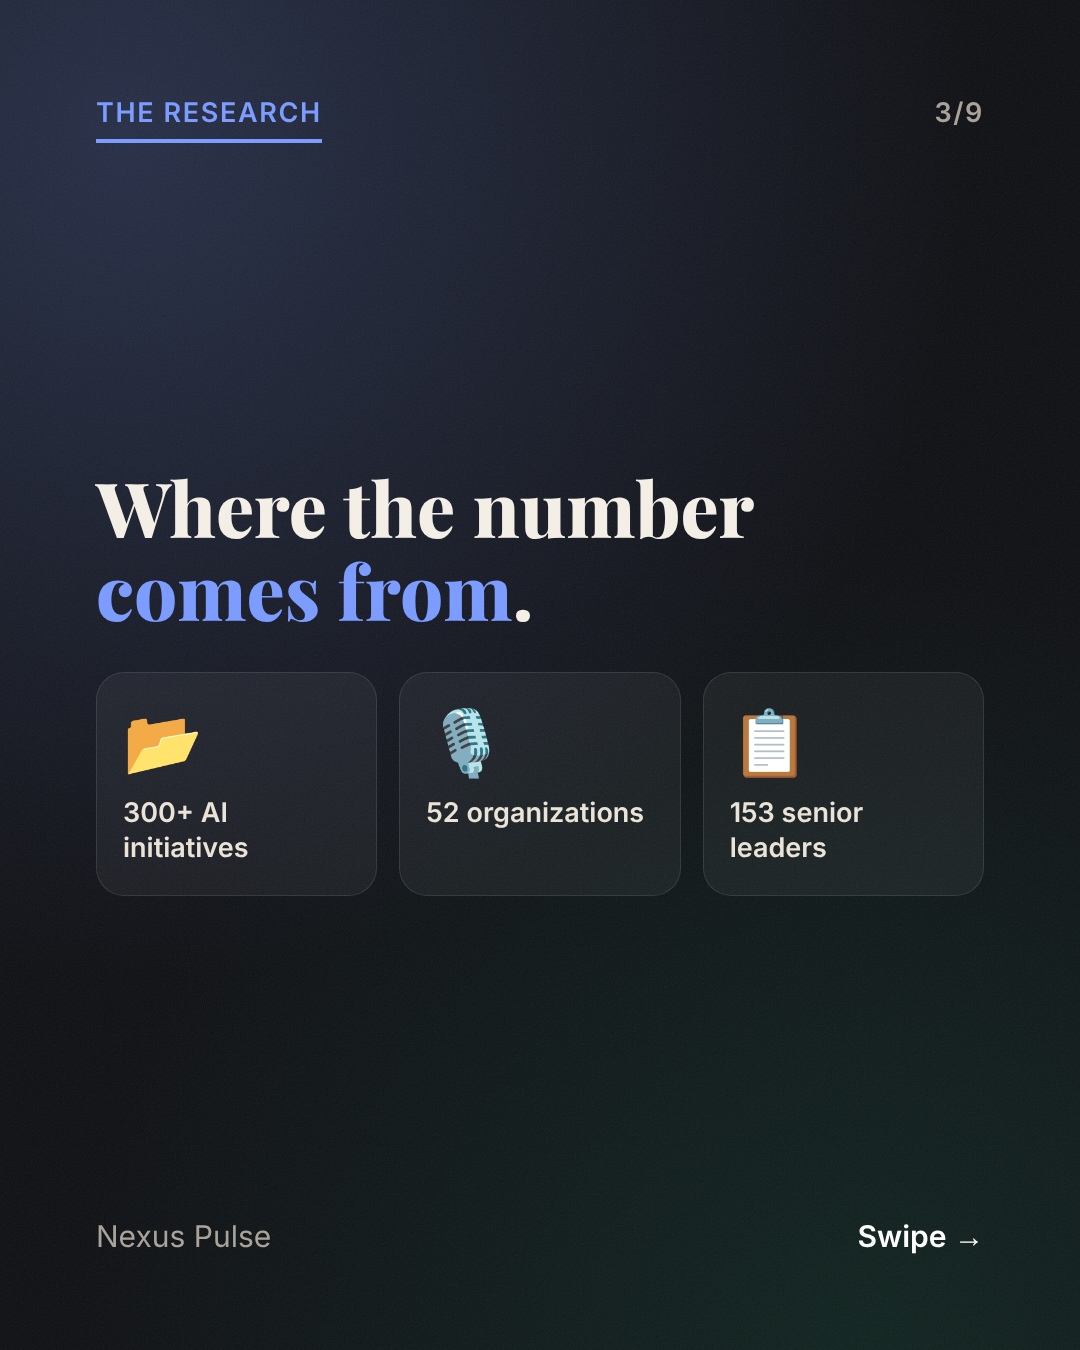 THE RESEARCH
3/9
Where the number
comes from.
300+ AI
initiatives
52 organizations
153 senior
leaders
Nexus Pulse
Swipe →